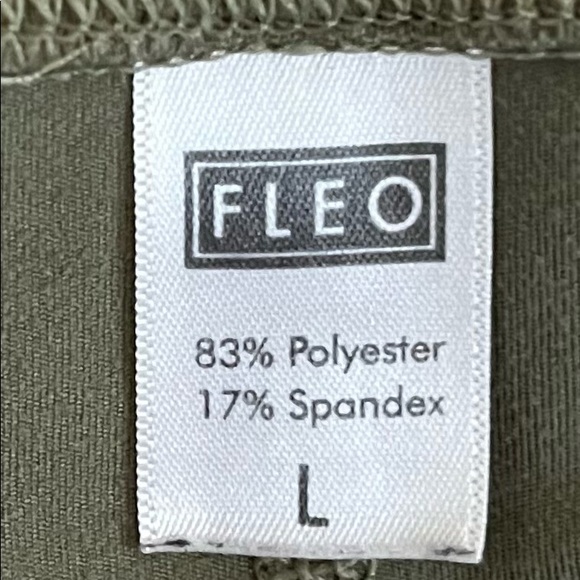 FLEO
83% Polyester
17% Spandex
L